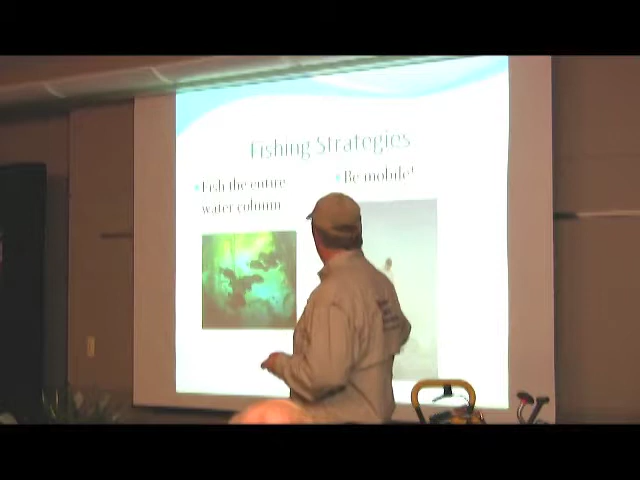 Fishing Strategies
Fish the entire
water column
Be mobile!